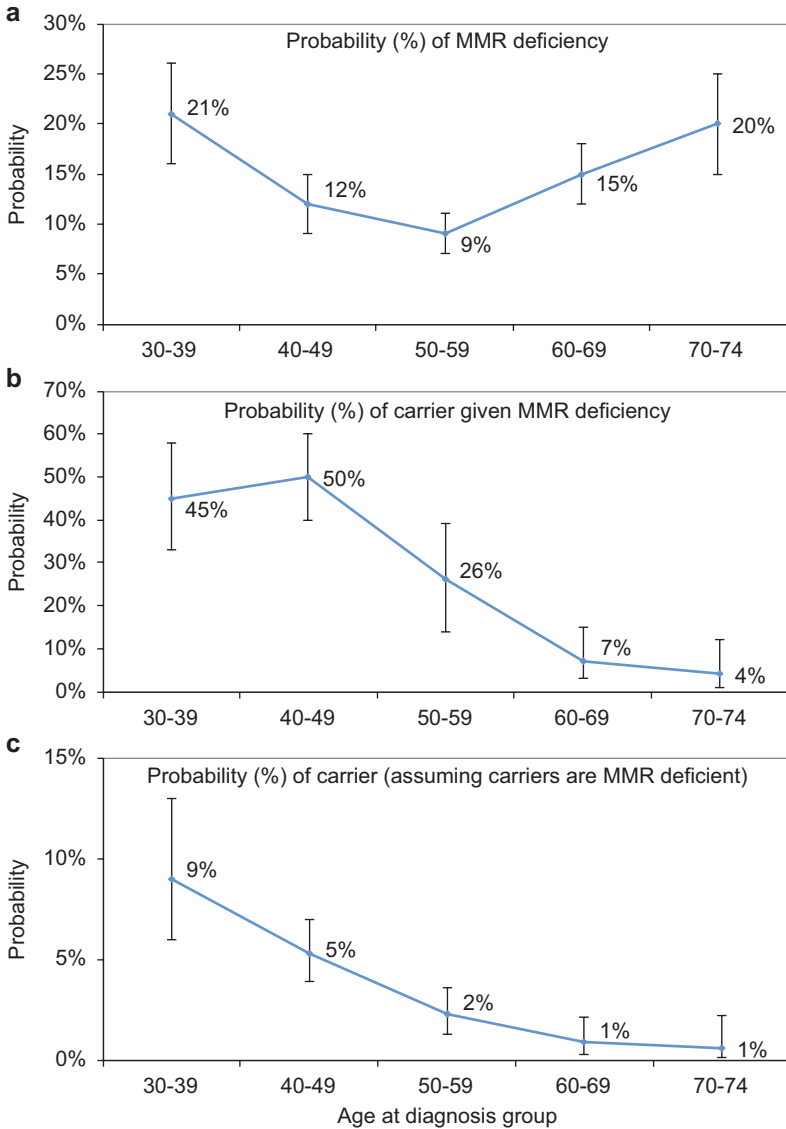 a
Probability (%) of MMR deficiency
Probability
30%
25%
20%
15%
10%
5%
0%
21%
12%
9%
15%
20%
30-39 40-49 50-59 60-69 70-74
b
Probability (%) of carrier given MMR deficiency
Probability
70%
60%
50%
40%
30%
20%
10%
0%
45%
50%
26%
7%
4%
30-39 40-49 50-59 60-69 70-74
c
Probability (%) of carrier (assuming carriers are MMR deficient)
Probability
15%
10%
5%
0%
9%
5%
2%
1%
1%
30-39 40-49 50-59 60-69 70-74
Age at diagnosis group